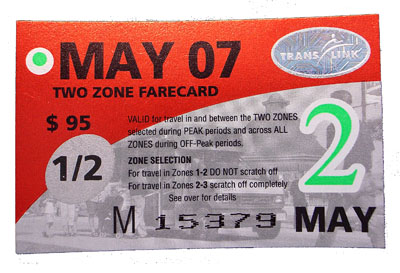 MAY 07
TRANS LINK
TWO ZONE FARECARD
$ 95
VALID for travel in and between the TWO ZONES
selected during PEAK periods and across ALL
ZONES during OFF-Peak periods.
1/2
ZONE SELECTION
For travel in Zones 1-2 DO NOT scratch off
For travel in Zones 2-3 scratch off completely
See over for details
2
M 15379 MAY